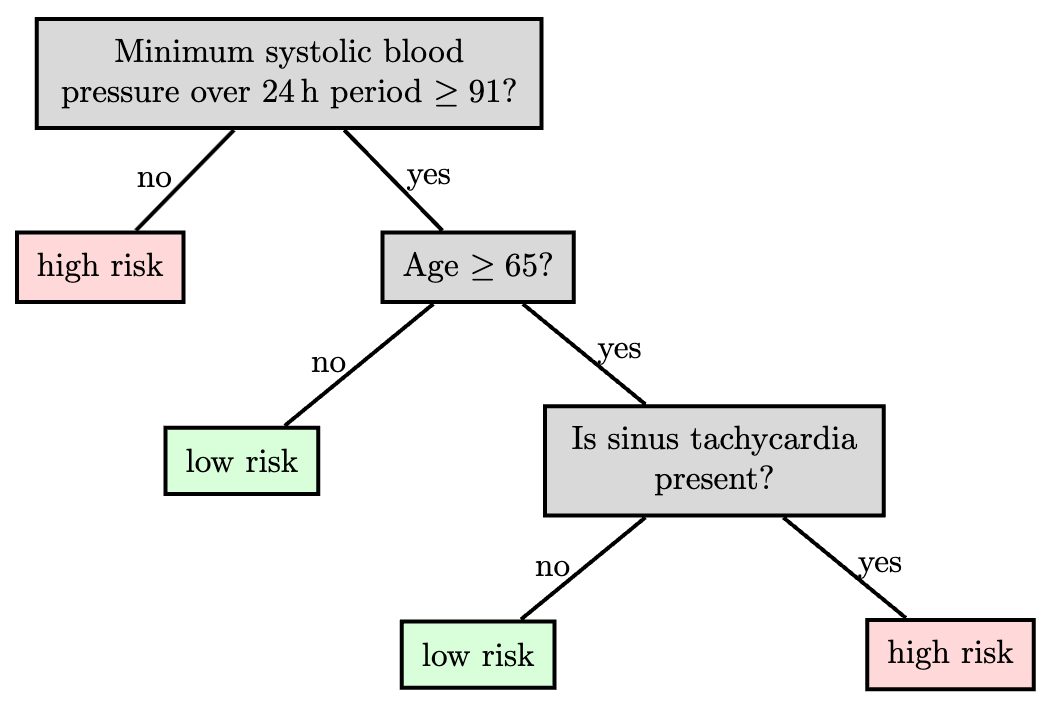 Minimum systolic blood
pressure over 24 h period ≥ 91?
no
yes
high risk
Age ≥ 65?
no
yes
low risk
Is sinus tachycardia
present?
no
yes
low risk
high risk